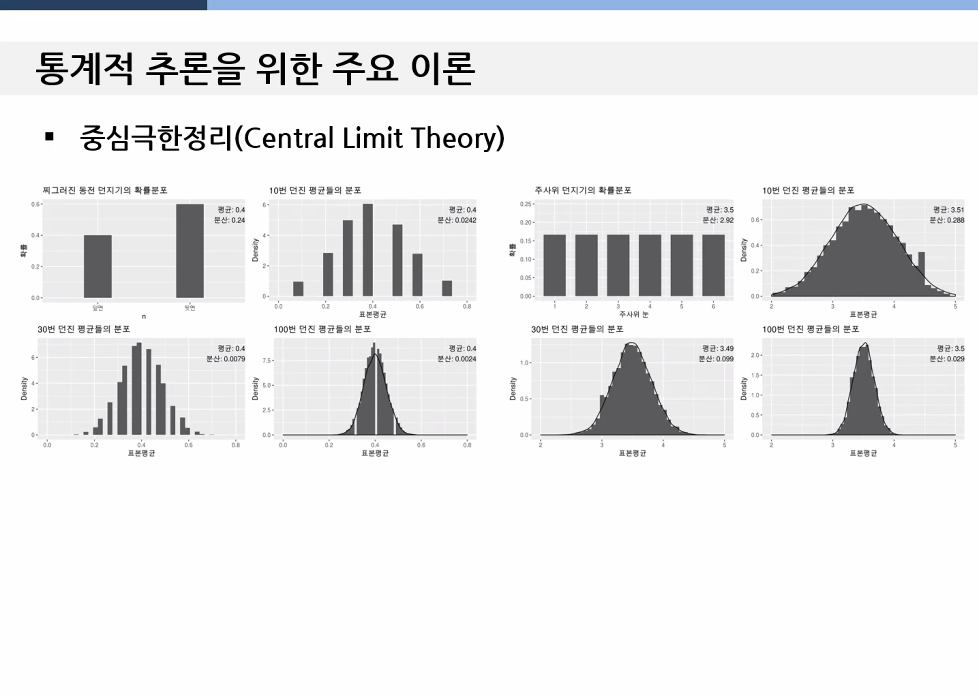 통계적 추론을 위한 주요 이론
▪ 중심극한정리(Central Limit Theory)
찌그러진 동전 던지기의 확률분포
평균: 0.4
분산: 0.24
확률
0.6
0.4
0.2
0.0
앞면 뒷면
n
10번 던진 평균들의 분포
평균: 0.4
분산: 0.0242
Density
6
4
2
0
0.0 0.2 0.4 0.6 0.8
표본평균
주사위 던지기의 확률분포
평균: 3.5
분산: 2.92
확률
0.25
0.20
0.15
0.10
0.05
0.00
1 2 3 4 5 6
주사위 눈
10번 던진 평균들의 분포
평균: 3.51
분산: 0.288
Density
0.6
0.4
0.2
0.0
2 3 4 5
표본평균
30번 던진 평균들의 분포
평균: 0.4
분산: 0.0079
Density
6
4
2
0
0.0 0.2 0.4 0.6 0.8
표본평균
100번 던진 평균들의 분포
평균: 0.4
분산: 0.0024
Density
7.5
5.0
2.5
0.0
0.0 0.2 0.4 0.6 0.8
표본평균
30번 던진 평균들의 분포
평균: 3.49
분산: 0.099
Density
1.0
0.5
0.0
2 3 4 5
표본평균
100번 던진 평균들의 분포
평균: 3.5
분산: 0.029
Density
2.0
1.5
1.0
0.5
0.0
2 3 4 5
표본평균